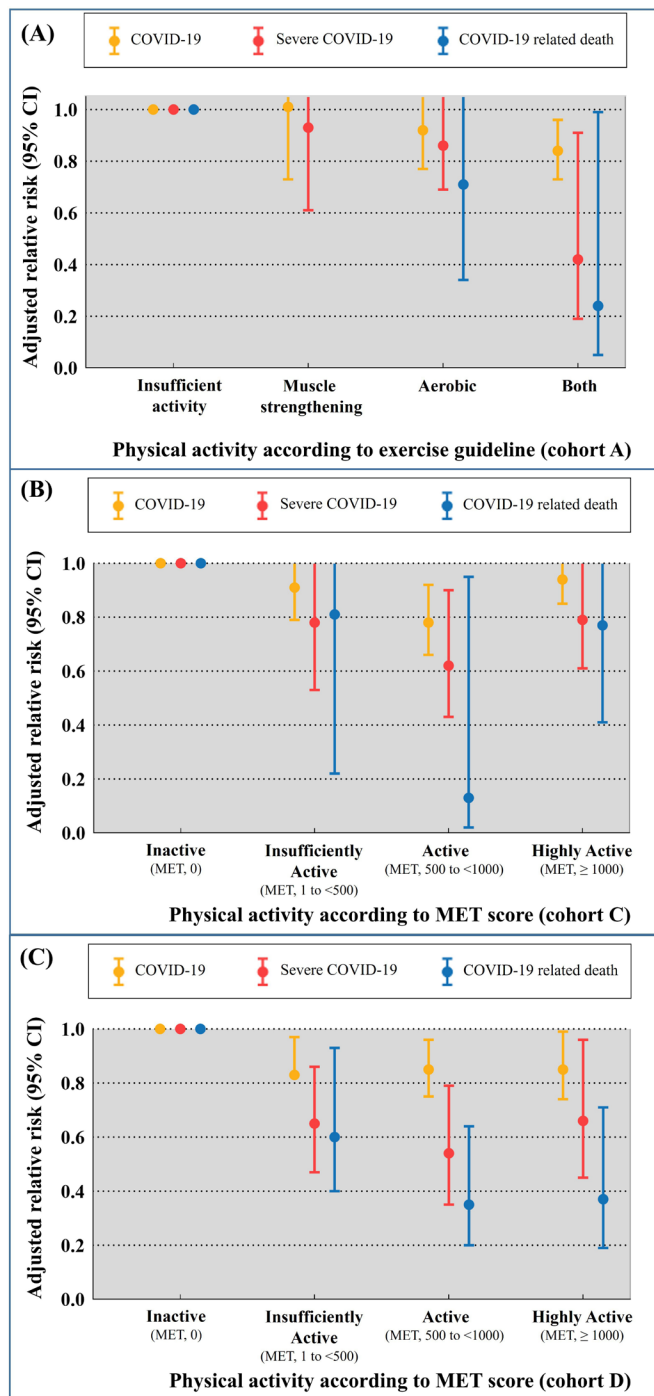 (A)
COVID-19 Severe COVID-19 COVID-19 related death
Adjusted relative risk (95% CI)
1.0
0.8
0.6
0.4
0.2
0.0
Insufficient activity
Muscle strengthening
Aerobic
Both
Physical activity according to exercise guideline (cohort A)
(B)
COVID-19 Severe COVID-19 COVID-19 related death
Adjusted relative risk (95% CI)
1.0
0.8
0.6
0.4
0.2
0.0
Inactive
(MET, 0)
Insufficiently
Active
(MET, 1 to <500)
Active
(MET, 500 to <1000)
Highly Active
(MET, ≥ 1000)
Physical activity according to MET score (cohort C)
(C)
COVID-19 Severe COVID-19 COVID-19 related death
Adjusted relative risk (95% CI)
1.0
0.8
0.6
0.4
0.2
0.0
Inactive
(MET, 0)
Insufficiently
Active
(MET, 1 to <500)
Active
(MET, 500 to <1000)
Highly Active
(MET, ≥ 1000)
Physical activity according to MET score (cohort D)